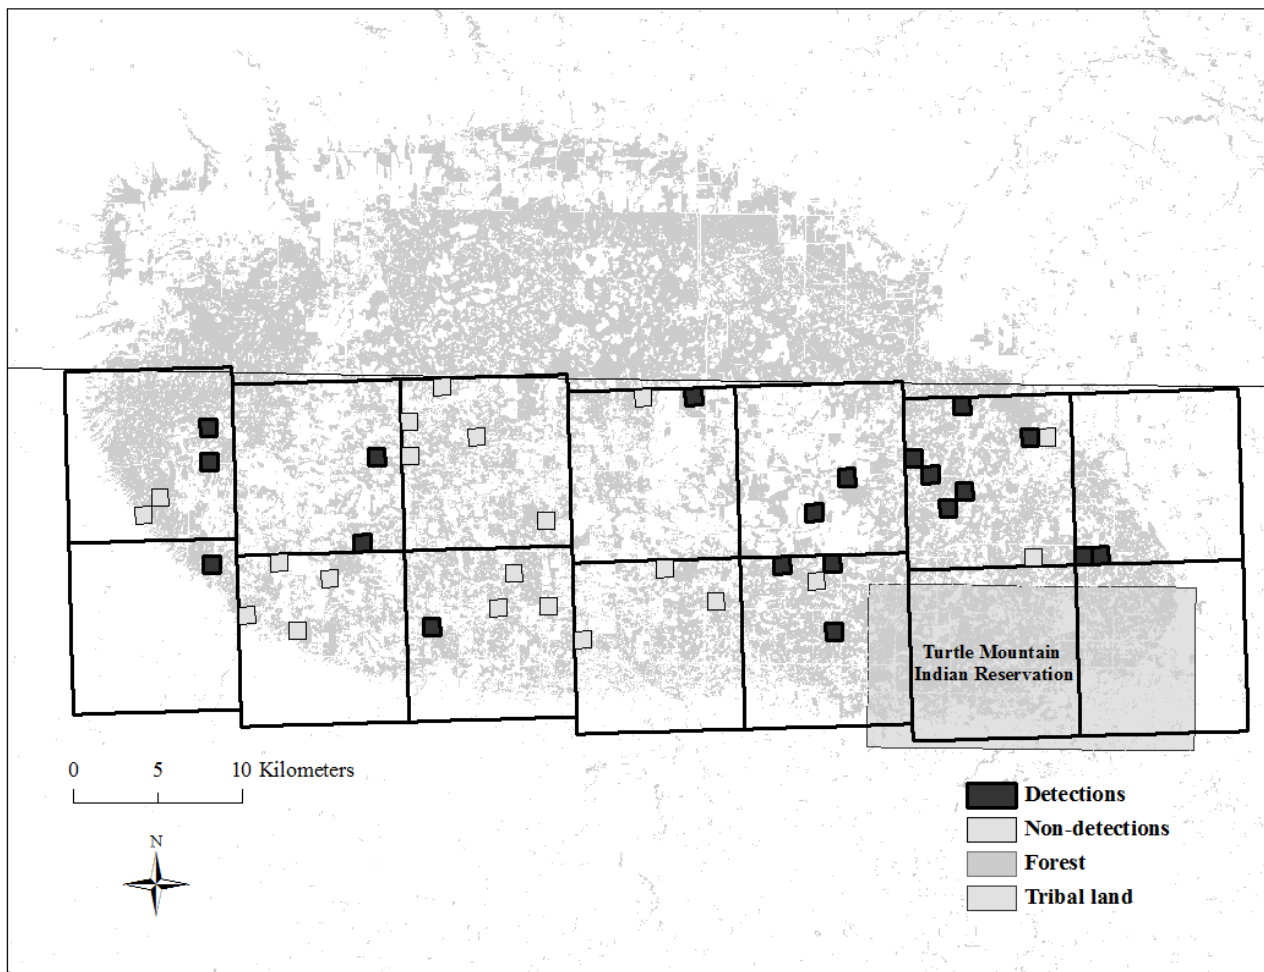 Turtle Mountain
Indian Reservation
0 5 10 Kilometers
N
Detections
Non-detections
Forest
Tribal land